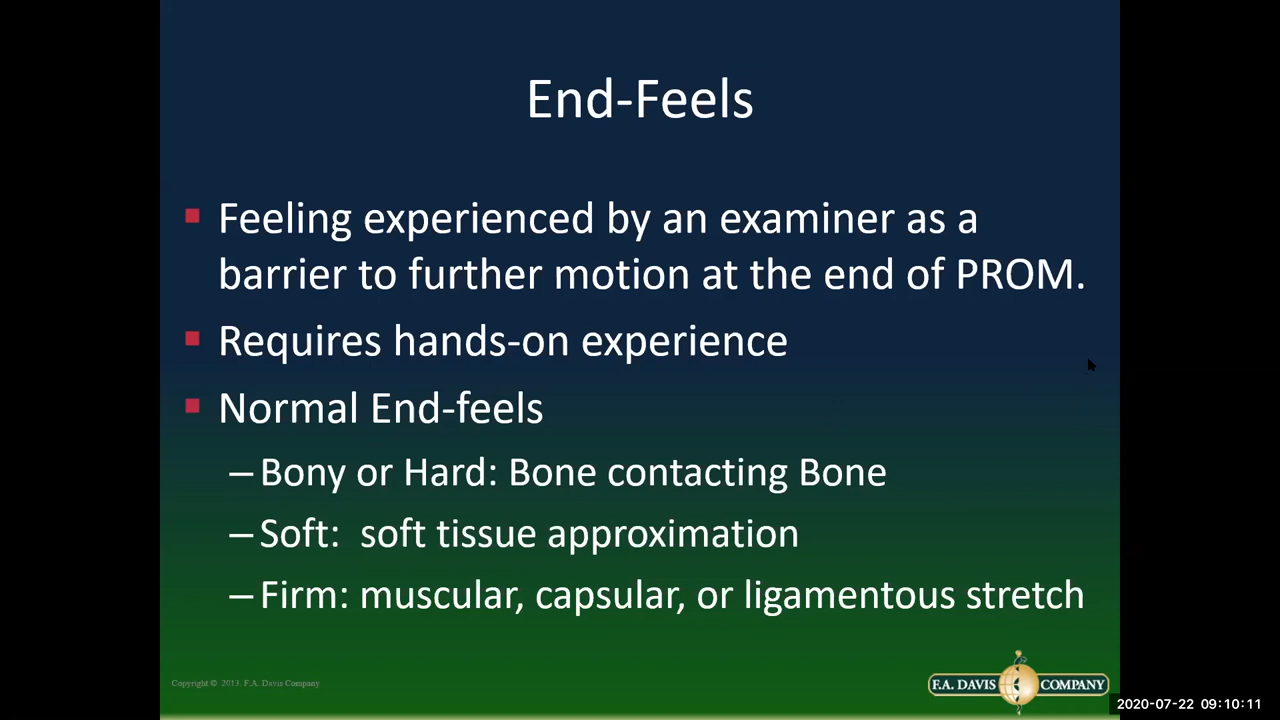 End-Feels
Feeling experienced by an examiner as a
barrier to further motion at the end of PROM.
Requires hands-on experience
Normal End-feels
–Bony or Hard: Bone contacting Bone
–Soft:  soft tissue approximation
–Firm: muscular, capsular, or ligamentous stretch
Copyright © 2013. F.A. Davis Company
F.A. DAVIS COMPANY
2020-07-22 09:10:11